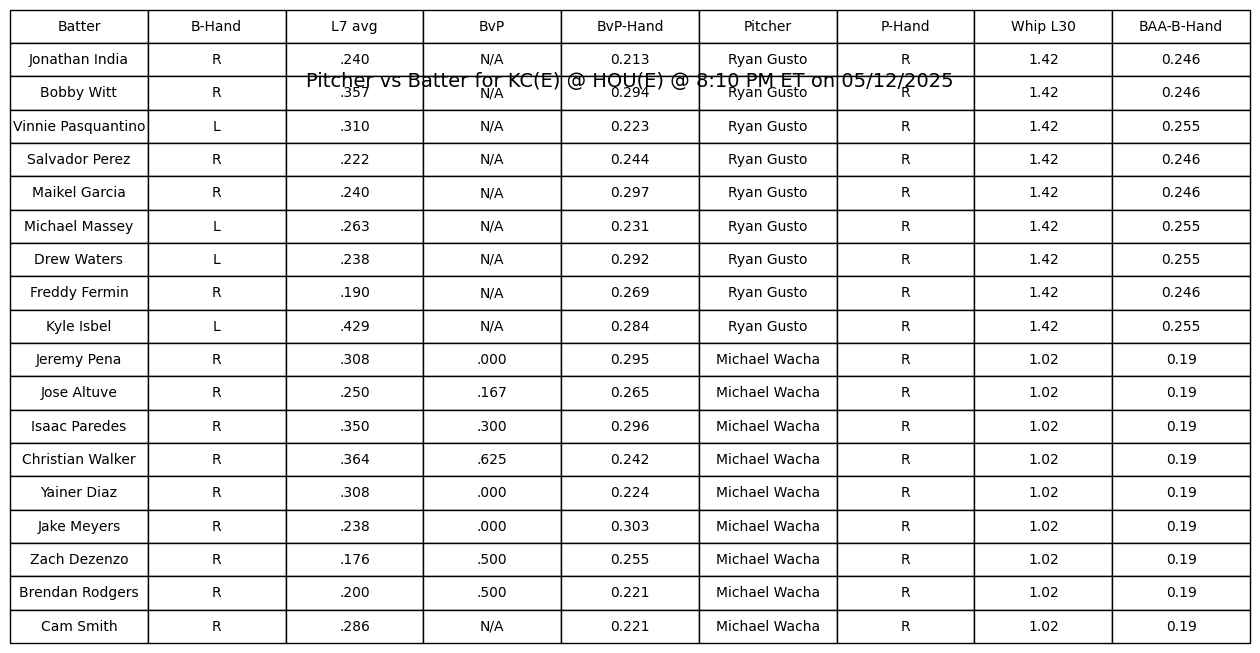 Batter B-Hand L7 avg BvP BvP-Hand Pitcher P-Hand Whip L30 BAA-B-Hand
Jonathan India R .240 N/A 0.213 Ryan Gusto R 1.42 0.246
Pitcher vs Batter for KC(E) @ HOU(E) @ 8:10 PM ET on 05/12/2025
Bobby Witt R .357 N/A 0.294 Ryan Gusto R 1.42 0.246
Vinnie Pasquantino L .310 N/A 0.223 Ryan Gusto R 1.42 0.255
Salvador Perez R .222 N/A 0.244 Ryan Gusto R 1.42 0.246
Maikel Garcia R .240 N/A 0.297 Ryan Gusto R 1.42 0.246
Michael Massey L .263 N/A 0.231 Ryan Gusto R 1.42 0.255
Drew Waters L .238 N/A 0.292 Ryan Gusto R 1.42 0.255
Freddy Fermin R .190 N/A 0.269 Ryan Gusto R 1.42 0.246
Kyle Isbel L .429 N/A 0.284 Ryan Gusto R 1.42 0.255
Jeremy Pena R .308 .000 0.295 Michael Wacha R 1.02 0.19
Jose Altuve R .250 .167 0.265 Michael Wacha R 1.02 0.19
Isaac Paredes R .350 .300 0.296 Michael Wacha R 1.02 0.19
Christian Walker R .364 .625 0.242 Michael Wacha R 1.02 0.19
Yainer Diaz R .308 .000 0.224 Michael Wacha R 1.02 0.19
Jake Meyers R .238 .000 0.303 Michael Wacha R 1.02 0.19
Zach Dezenzo R .176 .500 0.255 Michael Wacha R 1.02 0.19
Brendan Rodgers R .200 .500 0.221 Michael Wacha R 1.02 0.19
Cam Smith R .286 N/A 0.221 Michael Wacha R 1.02 0.19